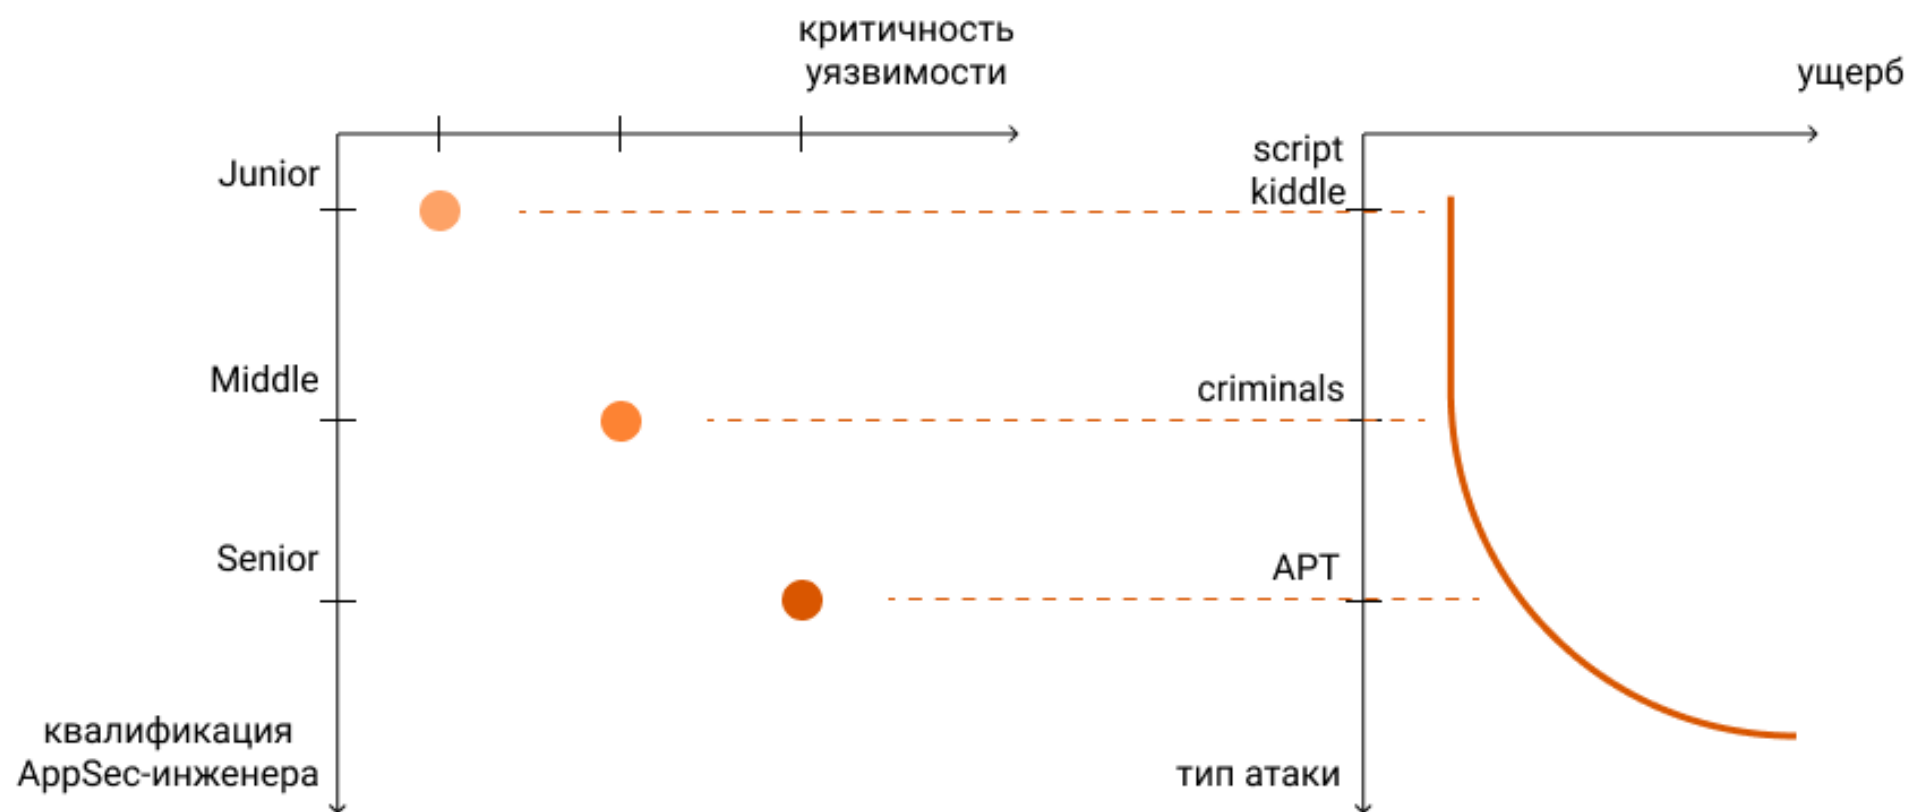 критичность
уязвимости
ущерб
Junior
script
kiddle
Middle
criminals
Senior
APT
квалификация
AppSec-инженера
тип атаки